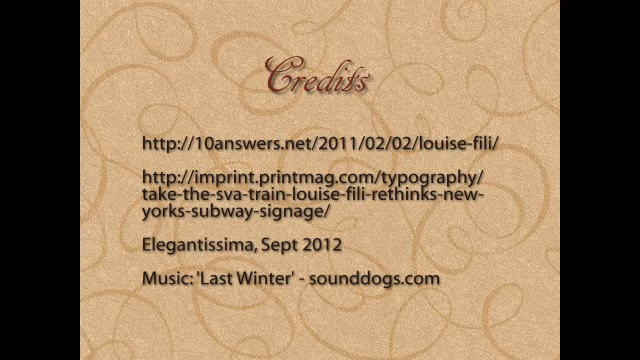 Credits
http://10answers.net/2011/02/02/louise-fili/
http://imprint.printmag.com/typography/
take-the-sva-train-louise-fili-rethinks-new-
yorks-subway-signage/
Elegantissima, Sept 2012
Music: 'Last Winter' - sounddogs.com